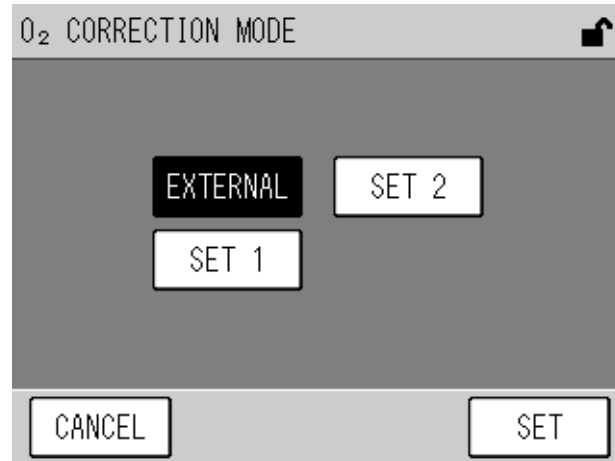 O₂ CORRECTION MODE
EXTERNAL SET 2
SET 1
CANCEL SET